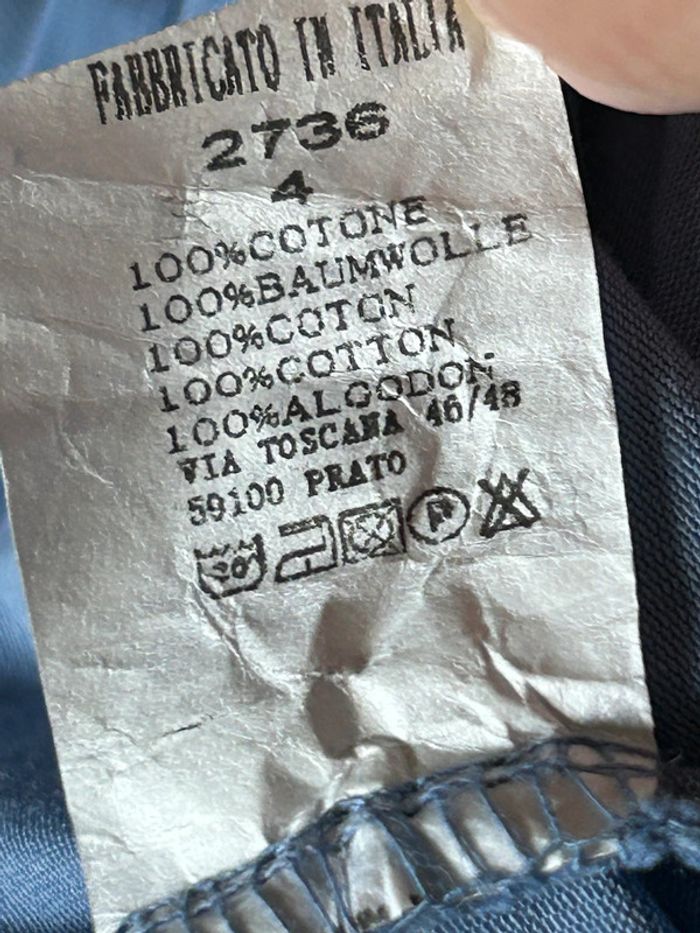 FABBRICATO IN ITALIA
2736
4
100%COTONE
100%BAUMWOLLE
100%COTON
100%COTTON
100%ALGODON
VIA TOSCANA 46/48
59100 PRATO
30° P